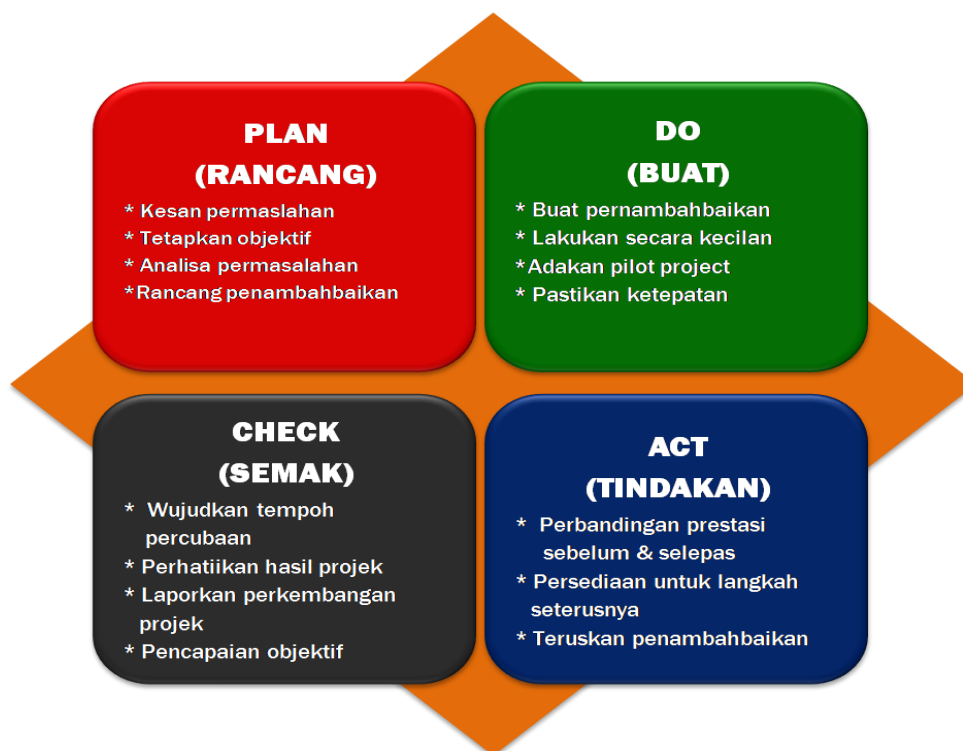 PLAN
(RANCANG)
* Kesan permaslahan
* Tetapkan objektif
* Analisa permasalahan
*Rancang penambahbaikan
DO
(BUAT)
* Buat pernambahbaikan
* Lakukan secara kecilan
*Adakan pilot project
* Pastikan ketepatan
CHECK
(SEMAK)
* Wujudkan tempoh
percubaan
* Perhatiikan hasil projek
* Laporkan perkembangan
projek
* Pencapaian objektif
ACT
(TINDAKAN)
* Perbandingan prestasi
sebelum & selepas
* Persediaan untuk langkah
seterusnya
* Teruskan penambahbaikan